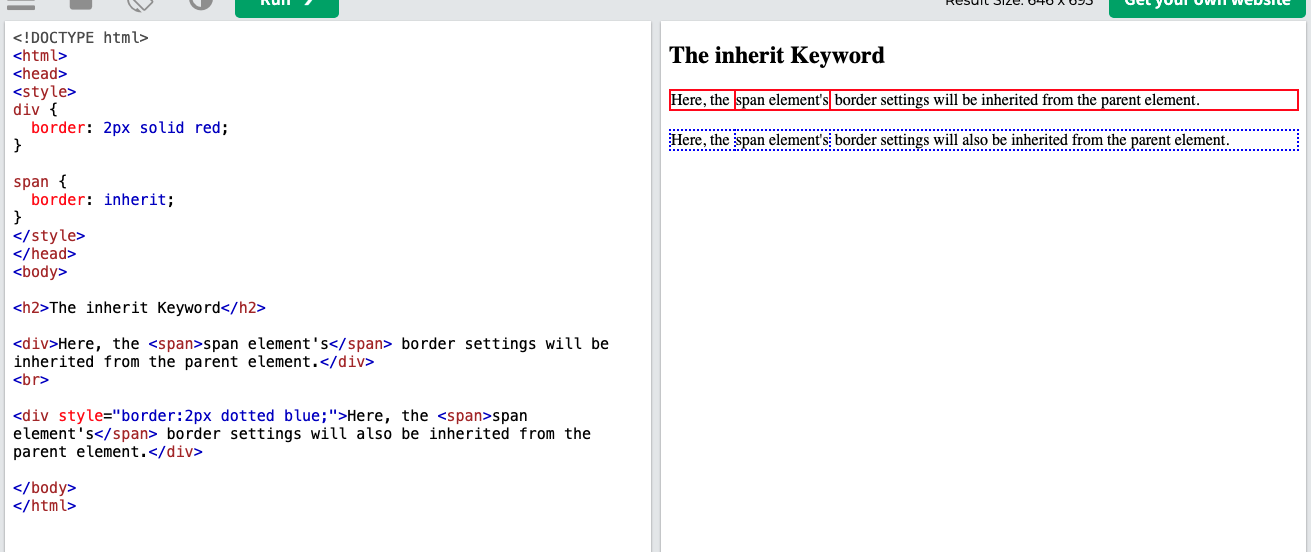 Run ❯
Result Size: 646 x 693
Get your own website
<!DOCTYPE html>
<html>
<head>
<style>
div {
  border: 2px solid red;
}

span {
  border: inherit;
}
</style>
</head>
<body>

<h2>The inherit Keyword</h2>

<div>Here, the <span>span element's</span> border settings will be
inherited from the parent element.</div>
<br>

<div style="border:2px dotted blue;">Here, the <span>span
element's</span> border settings will also be inherited from the
parent element.</div>

</body>
</html>
The inherit Keyword
Here, the span element's border settings will be inherited from the parent element.
Here, the span element's border settings will also be inherited from the parent element.